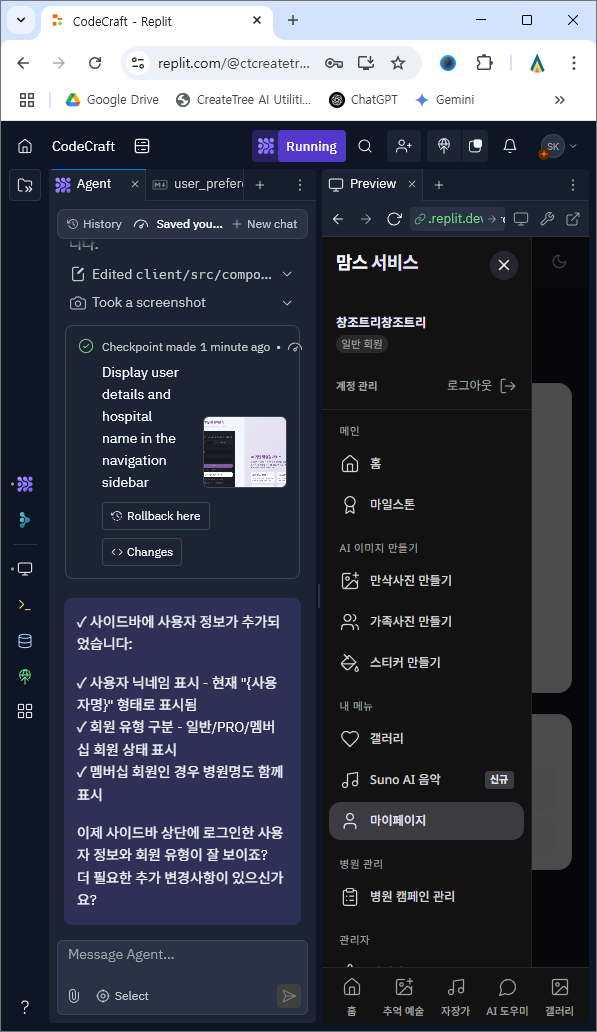 CodeCraft - Replit
replit.com/@ctcreatetr...
Google Drive
CreateTree AI Utiliti...
ChatGPT
Gemini
CodeCraft
Running
SK
Agent
user_prefer
Preview
History
Saved you...
New chat
.replit.dev
니다.
Edited client/src/compo...
Took a screenshot
Checkpoint made 1 minute ago
Display user
details and
hospital
name in the
navigation
sidebar
Rollback here
Changes
✓ 사이드바에 사용자 정보가 추가되
었습니다:
✓ 사용자 닉네임 표시 - 현재 "{사용
자명}" 형태로 표시됨
✓ 회원 유형 구분 - 일반/PRO/멤버
십 회원 상태 표시
✓ 멤버십 회원인 경우 병원명도 함께
표시
이제 사이드바 상단에 로그인한 사용
자 정보와 회원 유형이 잘 보이죠?
더 필요한 추가 변경사항이 있으신가
요?
Message Agent...
Select
맘스 서비스
창조트리창조트리
일반 회원
계정 관리
로그아웃
메인
홈
마일스톤
AI 이미지 만들기
만삭사진 만들기
가족사진 만들기
스티커 만들기
내 메뉴
갤러리
Suno AI 음악
신규
마이페이지
병원 관리
병원 캠페인 관리
관리자
홈
추억 예술
자장가
AI 도우미
갤러리